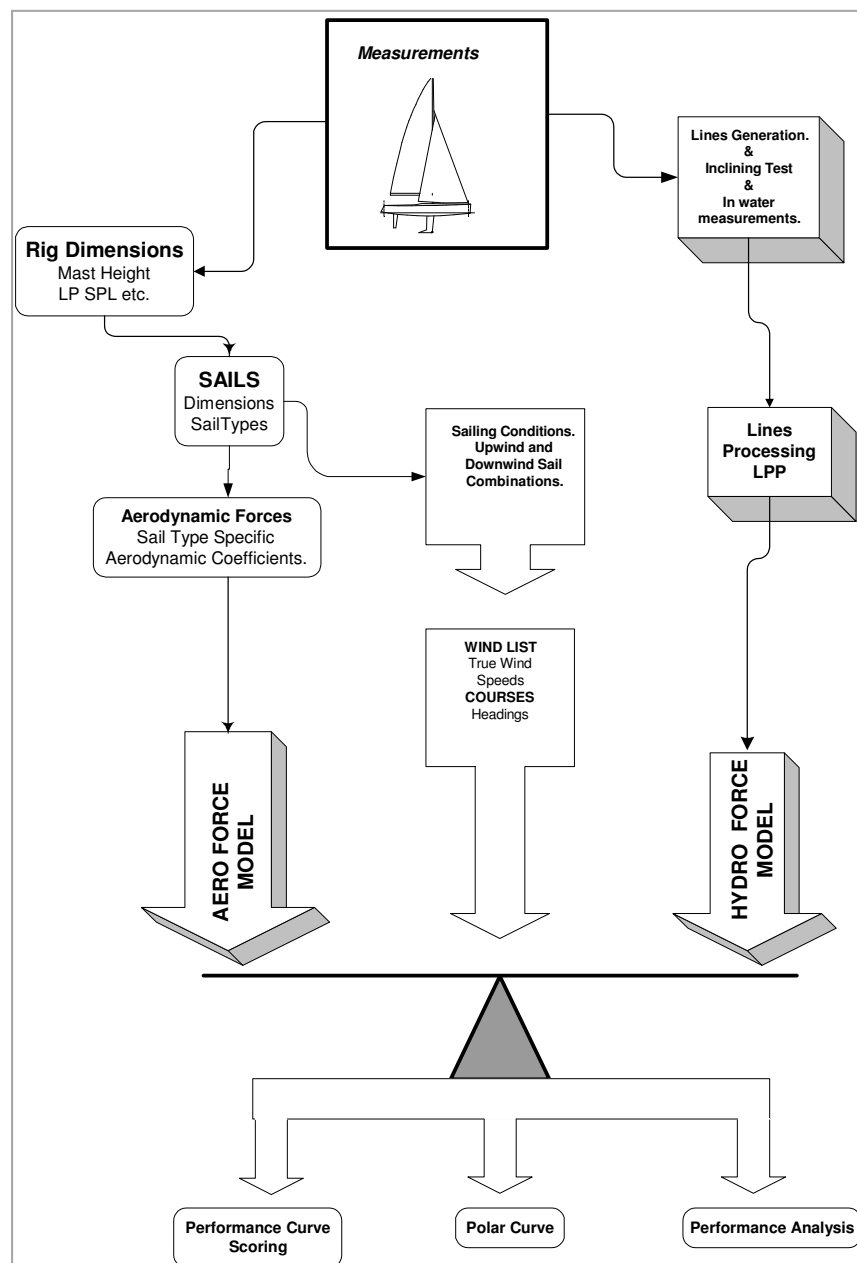 Measurements
Lines Generation.
&
Inclining Test
&
In water
measurements.
Rig Dimensions
Mast Height
LP SPL etc.
SAILS
Dimensions
SailTypes
Sailing Conditions.
Upwind and
Downwind Sail
Combinations.
Lines
Processing
LPP
Aerodynamic Forces
Sail Type Specific
Aerodynamic Coefficients.
WIND LIST
True Wind
Speeds
COURSES
Headings
AERO FORCE
MODEL
HYDRO FORCE
MODEL
Performance Curve
Scoring
Polar Curve
Performance Analysis